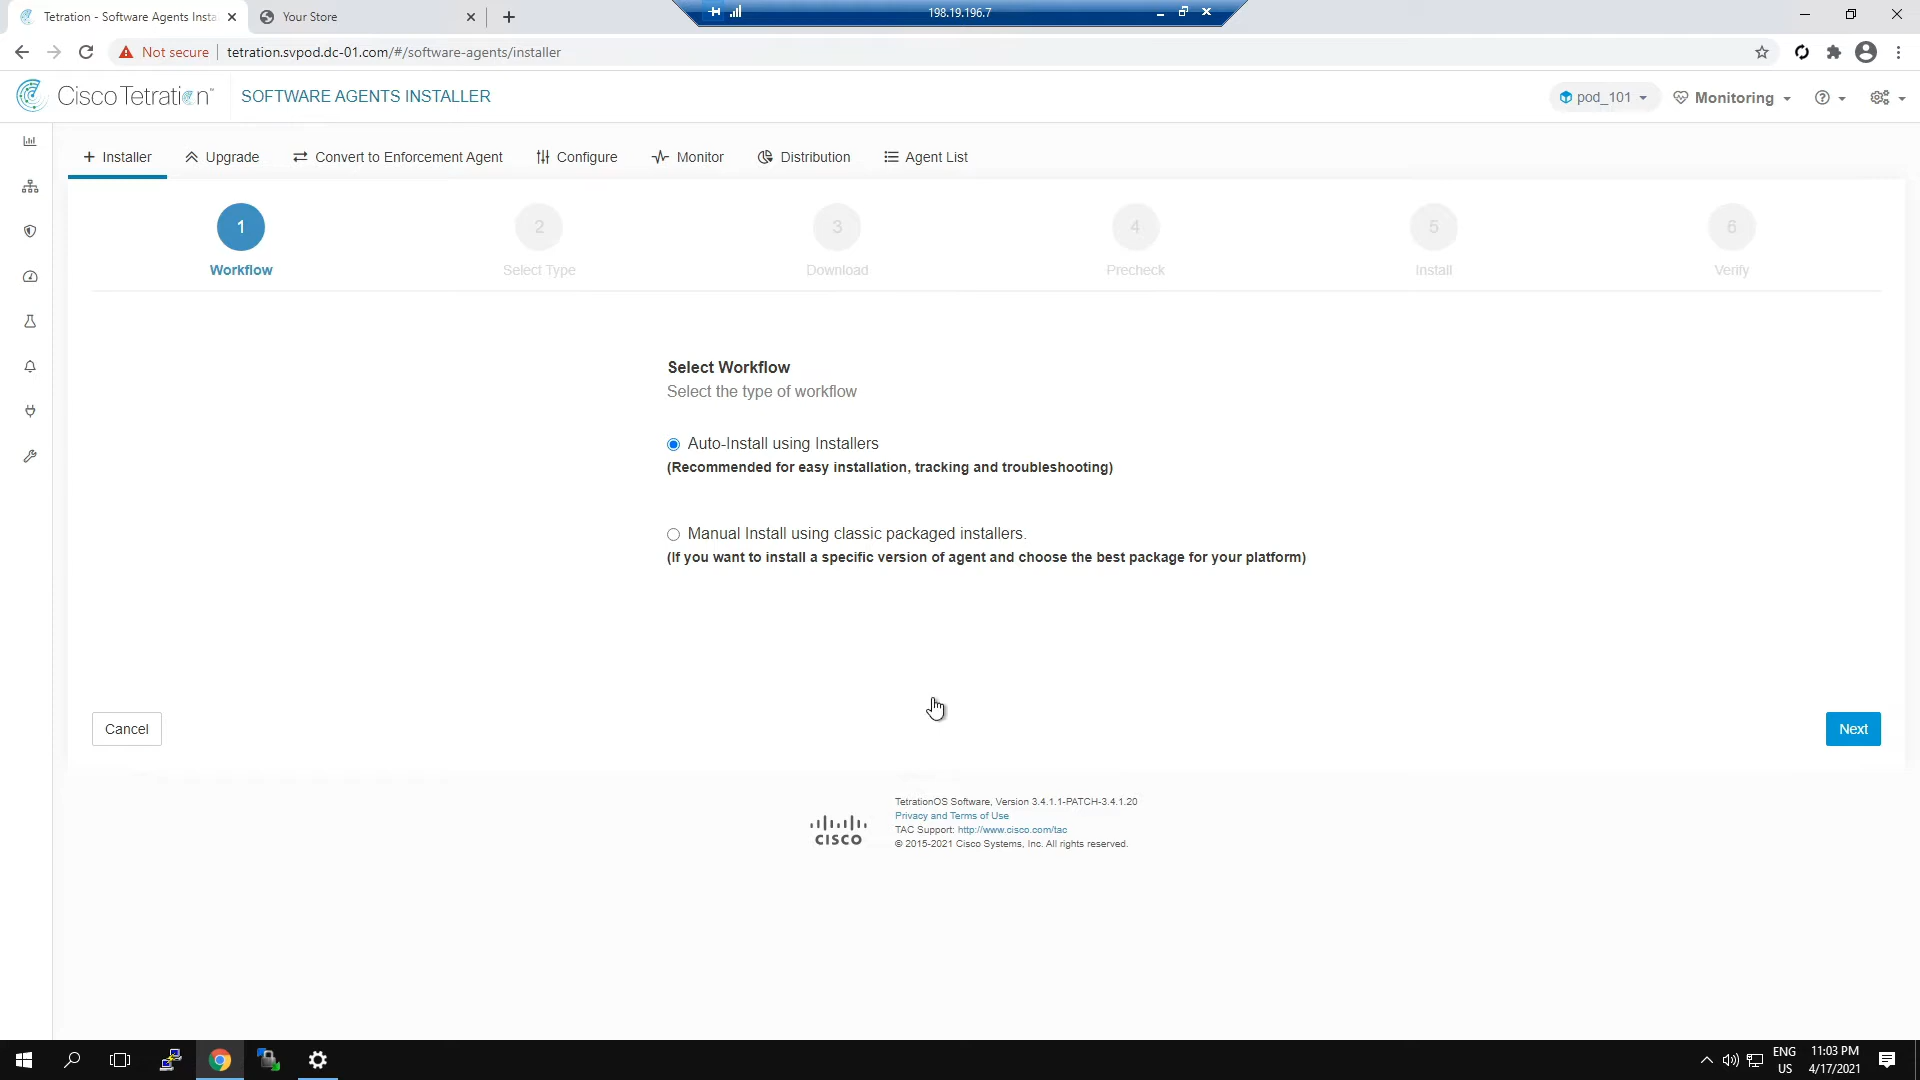 Tetration - Software Agents Insta
Your Store
198.19.196.7
Not secure
tetration.svpod.dc-01.com/#/software-agents/installer
Cisco Tetration™
SOFTWARE AGENTS INSTALLER
pod_101
Monitoring
Installer
Upgrade
Convert to Enforcement Agent
Configure
Monitor
Distribution
Agent List
1
2
3
4
5
6
Workflow
Select Type
Download
Precheck
Install
Verify
Select Workflow
Select the type of workflow
Auto-Install using Installers
(Recommended for easy installation, tracking and troubleshooting)
Manual Install using classic packaged installers.
(If you want to install a specific version of agent and choose the best package for your platform)
Cancel
Next
TetrationOS Software, Version 3.4.1.1-PATCH-3.4.1.20
Privacy and Terms of Use
TAC Support: http://www.cisco.com/tac
© 2015-2021 Cisco Systems, Inc. All rights reserved.
CISCO
ENG
US
11:03 PM
4/17/2021